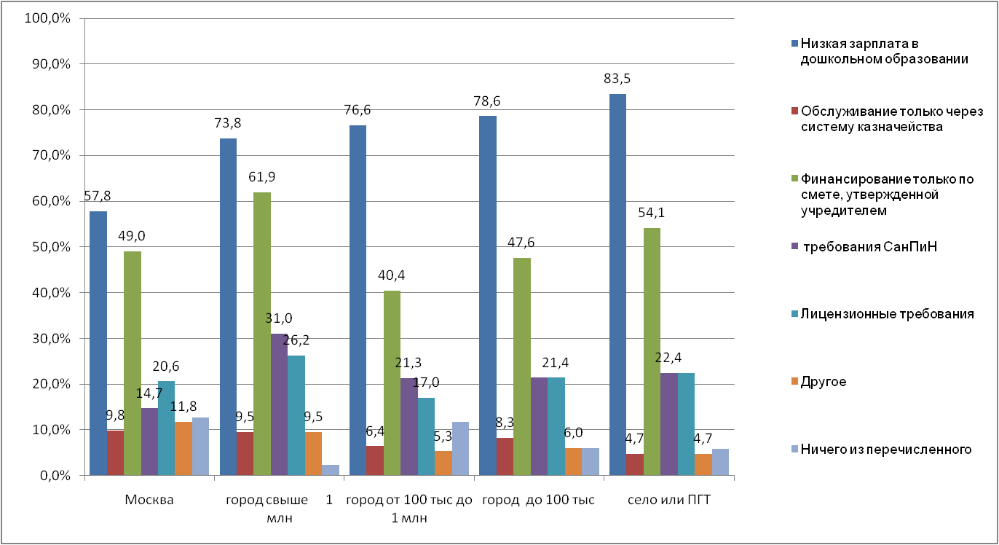 100,0%
90,0%
80,0%
70,0%
60,0%
50,0%
40,0%
30,0%
20,0%
10,0%
0,0%
57,8
9,8
49,0
14,7
20,6
11,8
73,8
9,5
61,9
31,0
26,2
9,5
76,6
6,4
40,4
21,3
17,0
5,3
78,6
8,3
47,6
21,4
6,0
83,5
4,7
54,1
22,4
4,7
Москва
город свыше 1
млн
город от 100 тыс до
1 млн
город до 100 тыс
село или ПГТ
Низкая зарплата в
дошкольном образовании
Обслуживание только через
систему казначейства
Финансирование только по
смете, утвержденной
учредителем
требования СанПиН
Лицензионные требования
Другое
Ничего из перечисленного